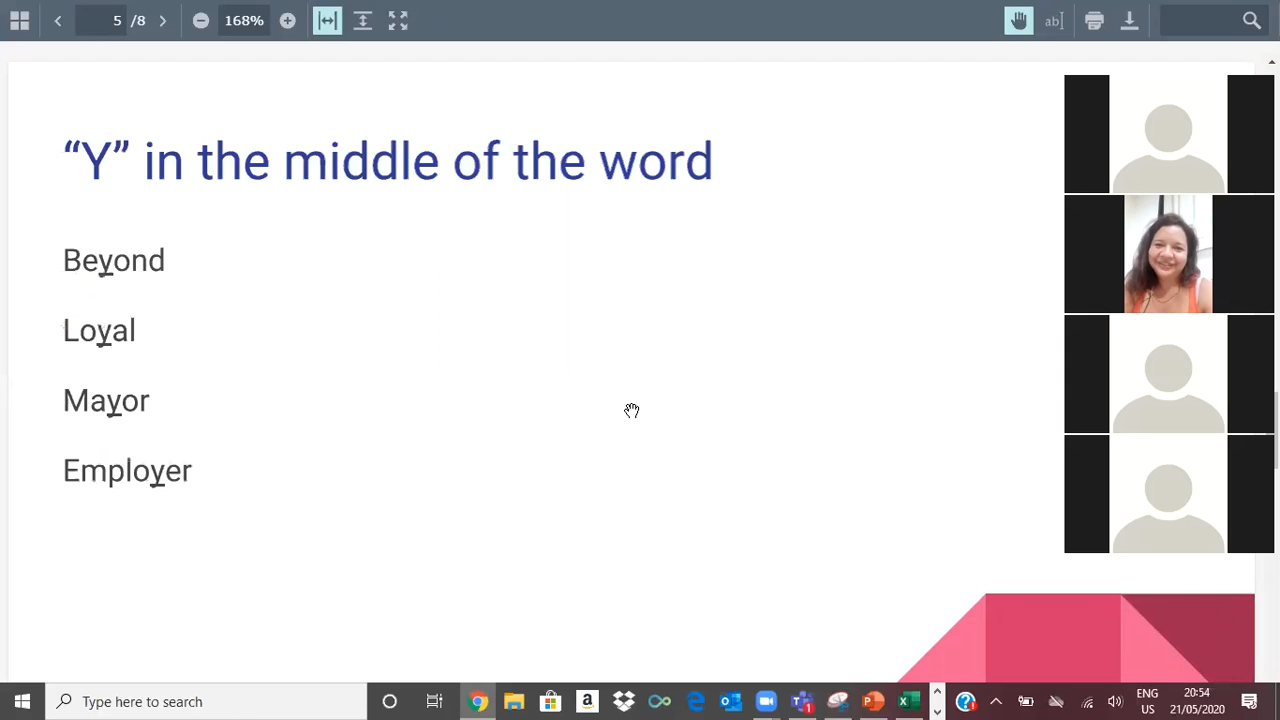 5 /8 168% ab
“Y” in the middle of the word
Beyond
Loyal
Mayor
Employer
Type here to search
ENG 20:54
US 21/05/2020